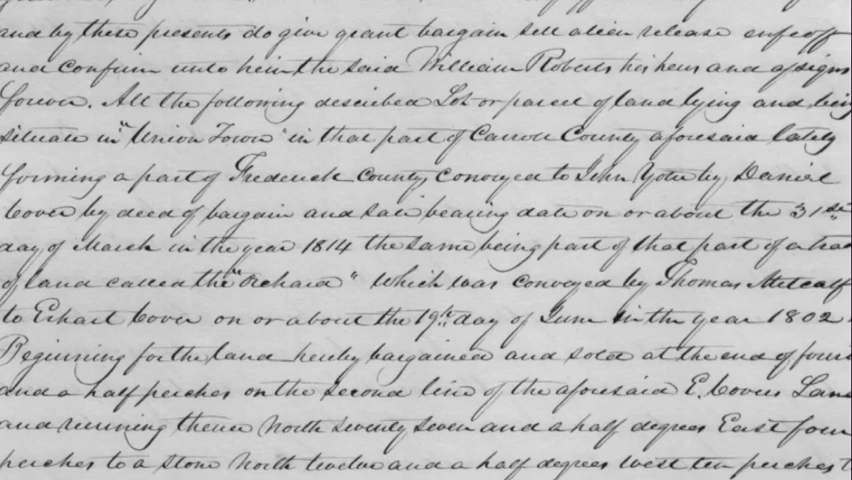 and by these presents do give grant bargain sell alien release enfeoff
and confirm unto him the said William Roberts his heirs and assigns
forever. All the following described Lot or parcel of land lying and being
situate in "Union Town" in that part of Carroll County aforesaid lately
forming a part of Frederick County, conveyed to John Yoter by Daniel
Cover by deed of bargain and sale bearing date on or about the 31st
day of March in the year 1814 the same being part of that part of a trac
of land called the "Orchard" which was conveyed by Thomas Metcalf
to Erhart Cover on or about the 19th day of June in the year 1802.
Beginning for the land hereby bargained and sold at the end of four
and a half perches on the second line of the aforesaid E. Covers Land
and running thence North seventy seven and a half degrees East four
perches to a stone North twelve and a half degrees West ten perches t